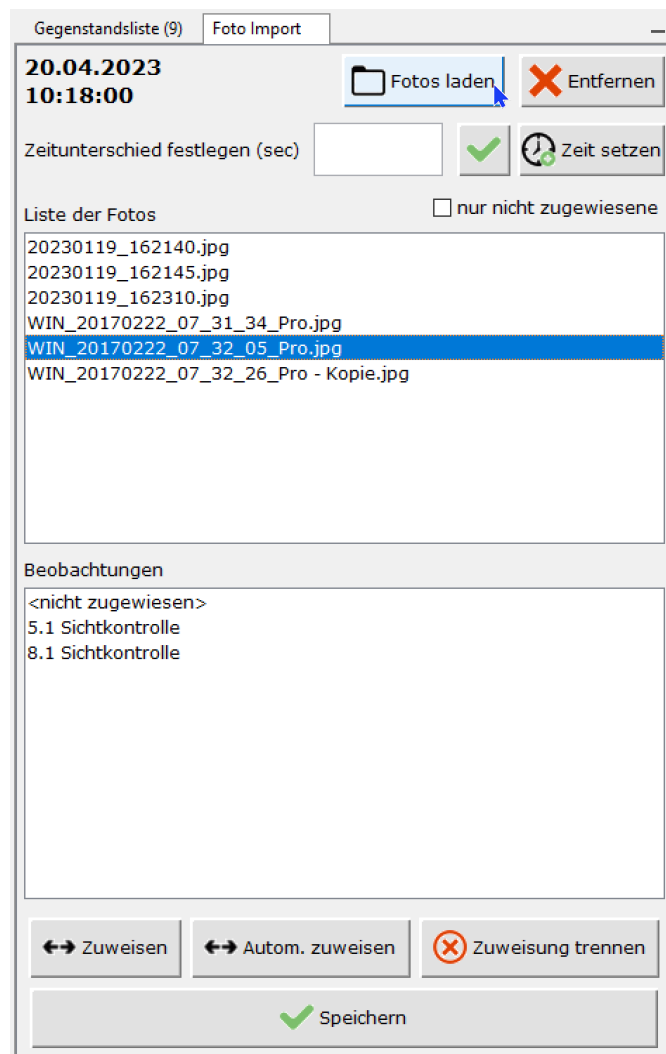 Gegenstandsliste (9) Foto Import
20.04.2023
10:18:00
Fotos laden Entfernen
Zeitunterschied festlegen (sec) Zeit setzen
Liste der Fotos nur nicht zugewiesene
20230119_162140.jpg
20230119_162145.jpg
20230119_162310.jpg
WIN_20170222_07_31_34_Pro.jpg
WIN_20170222_07_32_05_Pro.jpg
WIN_20170222_07_32_26_Pro - Kopie.jpg
Beobachtungen
<nicht zugewiesen>
5.1 Sichtkontrolle
8.1 Sichtkontrolle
Zuweisen Autom. zuweisen Zuweisung trennen
Speichern